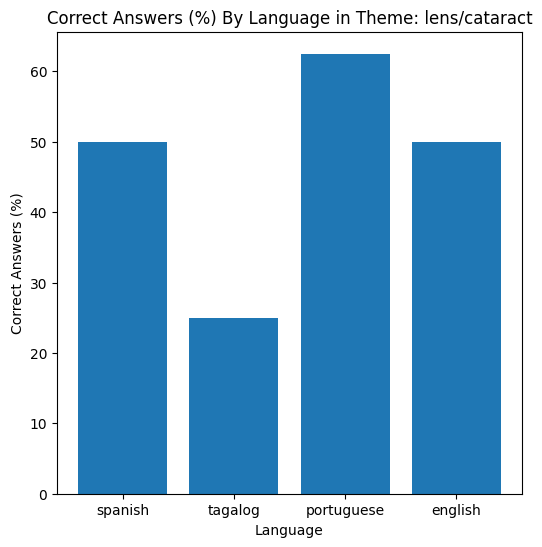 Correct Answers (%) By Language in Theme: lens/cataract
60
50
40
30
20
10
0
Correct Answers (%)
spanish tagalog portuguese english
Language